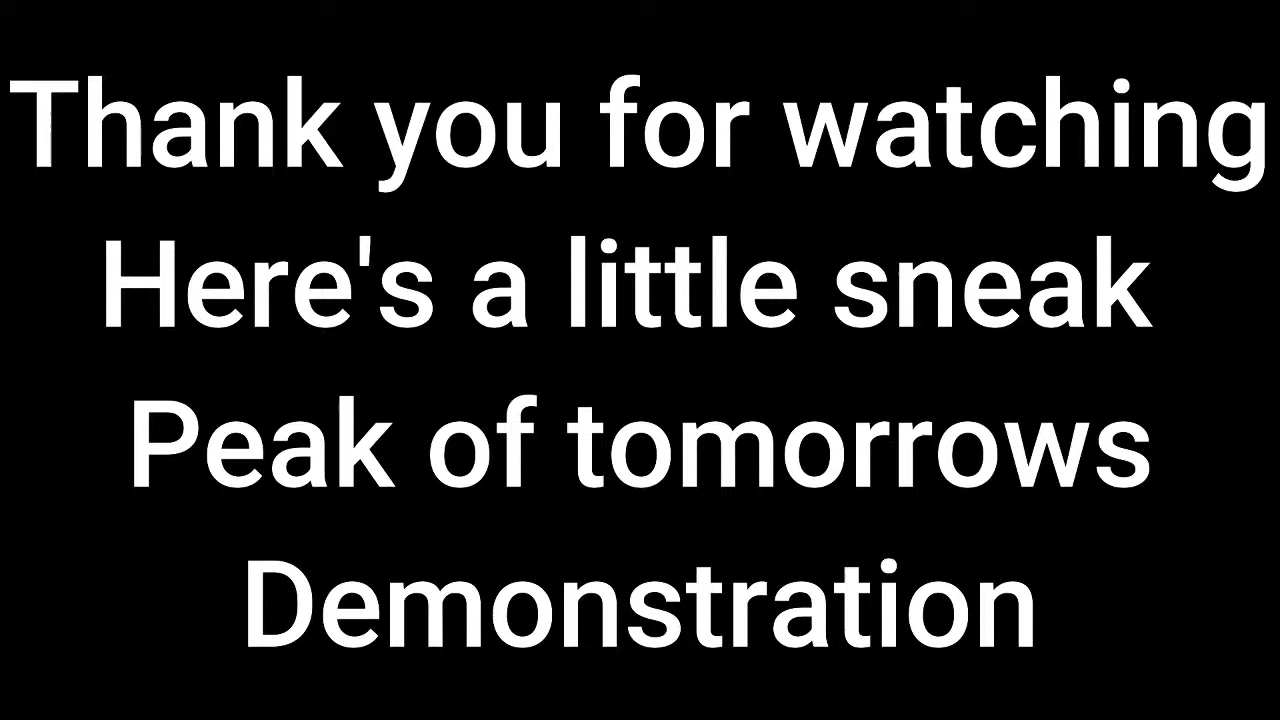 Thank you for watching
Here's a little sneak
Peak of tomorrows
Demonstration